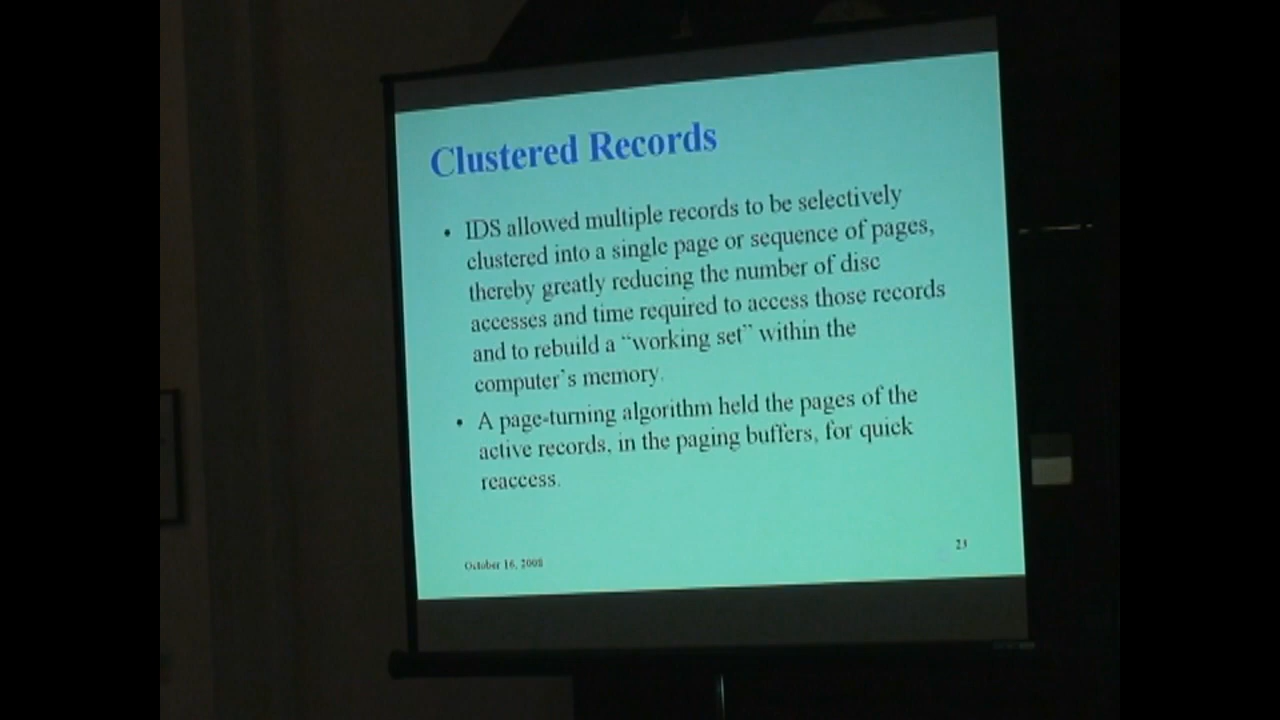 Clustered Records
• IDS allowed multiple records to be selectively
clustered into a single page or sequence of pages,
thereby greatly reducing the number of disc
accesses and time required to access those records
and to rebuild a “working set” within the
computer’s memory.
• A page-turning algorithm held the pages of the
active records, in the paging buffers, for quick
reaccess.
October 16, 2008
23